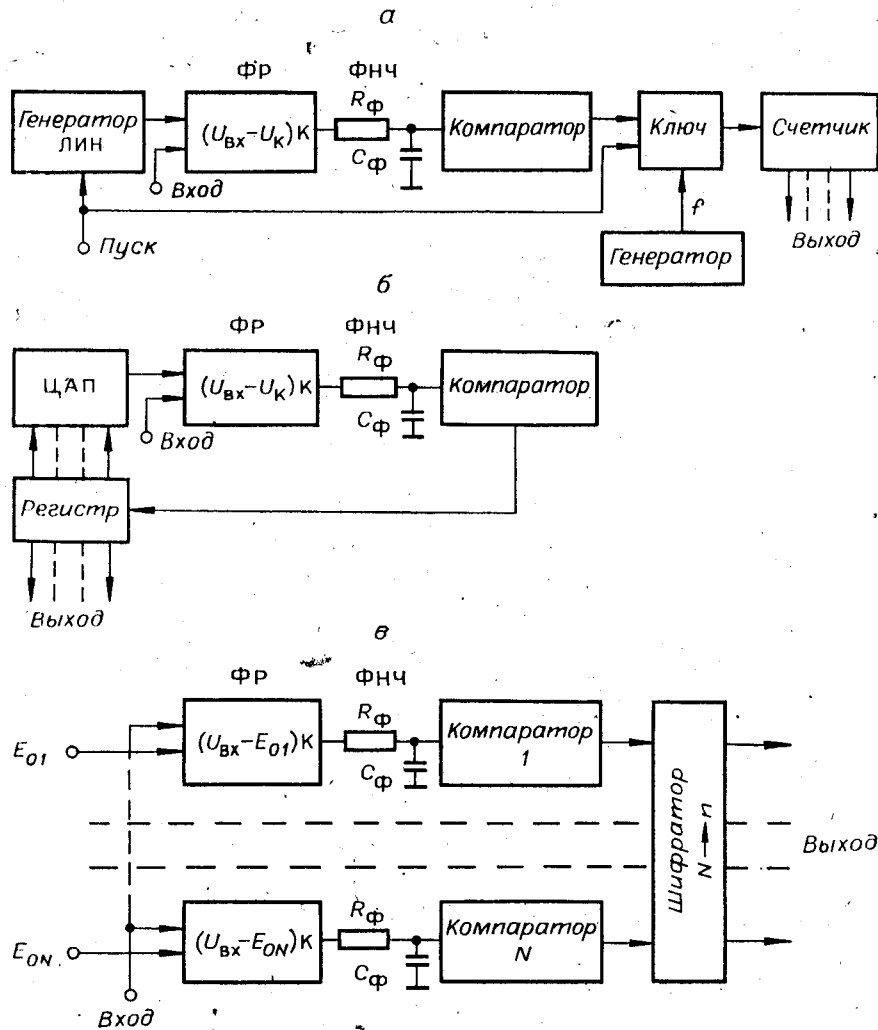 а
ФР
ФНЧ
Генератор
ЛИН
(Uвх−Uк)К
Rф
Cф
Компаратор
Ключ
Счетчик
Вход
Пуск
f
Генератор
Выход
б
ФР
ФНЧ
ЦАП
(Uвх−Uк)К
Rф
Cф
Компаратор
Вход
Регистр
Выход
в
ФР
ФНЧ
E01
(Uвх−E01)К
Rф
Cф
Компаратор
1
Шифратор
N→n
Выход
E0N
(Uвх−E0N)К
Rф
Cф
Компаратор
N
Вход